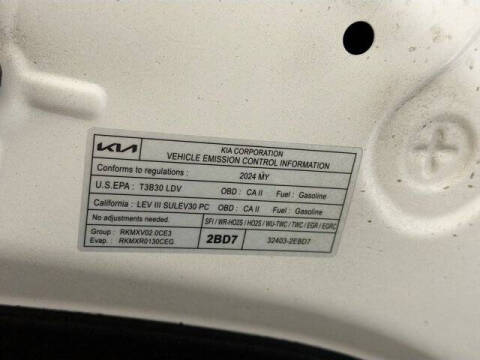 KIA
KIA CORPORATION
VEHICLE EMISSION CONTROL INFORMATION
Conforms to regulations : 2024 MY
U.S.EPA : T3B30 LDV OBD : CA II Fuel : Gasoline
California : LEV III SULEV30 PC OBD : CA II Fuel : Gasoline
No adjustments needed. SFI / WR-HO2S / HO2S / WU-TWC / TWC / EGR / EGRC
Group : RKMXV02.0CE3
Evap. : RKMXR0130CEG 2BD7 32403-2EBD7